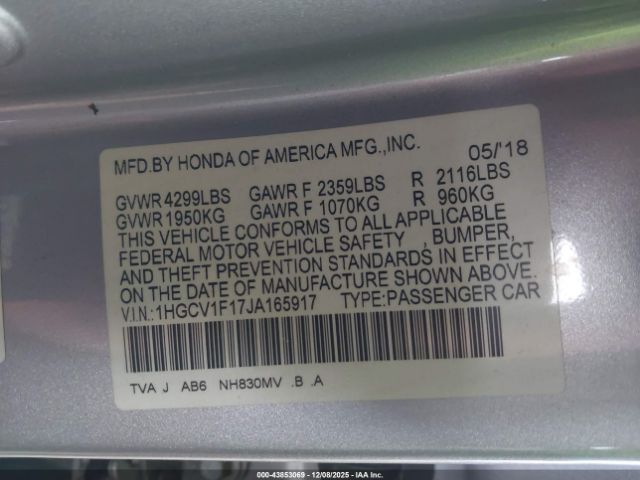 MFD.BY HONDA OF AMERICA MFG.,INC. 05/'18
GVWR 4299LBS GAWR F 2359LBS R 2116LBS
GVWR 1950KG GAWR F 1070KG R 960KG
THIS VEHICLE CONFORMS TO ALL APPLICABLE
FEDERAL MOTOR VEHICLE SAFETY , BUMPER,
AND THEFT PREVENTION STANDARDS IN EFFECT
ON THE DATE OF MANUFACTURE SHOWN ABOVE.
V.I.N.: 1HGCV1F17JA165917 TYPE:PASSENGER CAR
TVA J AB6 NH830MV .B .A
000-43853069 • 12/08/2025 • IAA Inc.